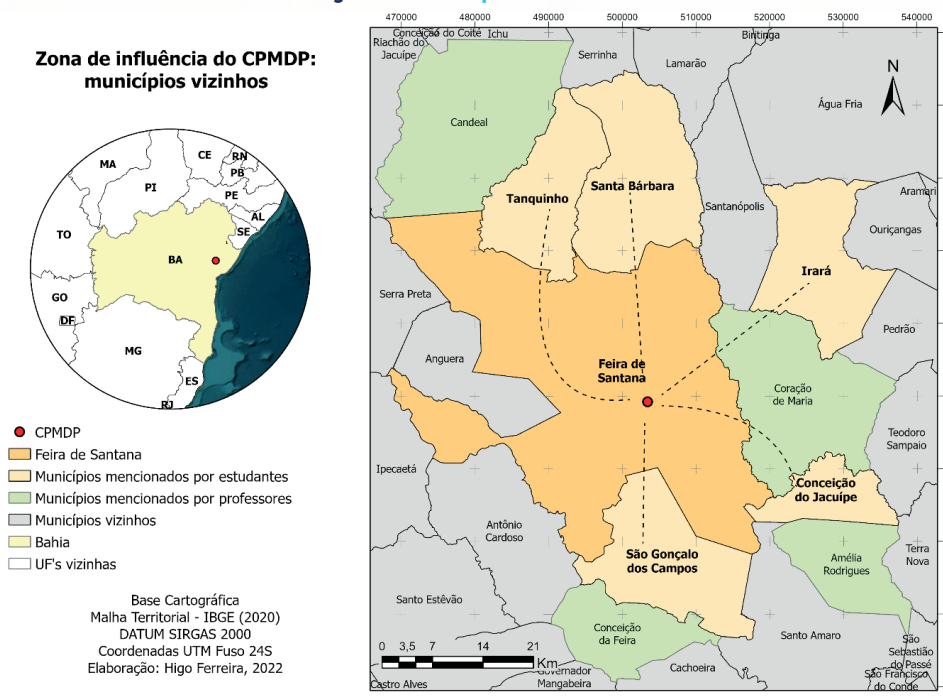 Zona de influência do CPMDP:
municípios vizinhos
MA
CE
RN
PB
PI
PE
AL
SE
TO
BA
GO
DF
MG
ES
RJ
CPMDP
Feira de Santana
Municípios mencionados por estudantes
Municípios mencionados por professores
Municípios vizinhos
Bahia
UF's vizinhas
Base Cartográfica
Malha Territorial - IBGE (2020)
DATUM SIRGAS 2000
Coordenadas UTM Fuso 24S
Elaboração: Higo Ferreira, 2022
470000 480000 490000 500000 510000 520000 530000 540000
Conceição do Coité
Ichu
Biritinga
Riachão do
Jacuípe
Serrinha
Lamarão
N
Água Fria
Candeal
Tanquinho
Santa Bárbara
Santanópolis
Aramari
Ouriçangas
Irará
Serra Preta
Pedrão
Anguera
Feira de
Santana
Coração
de Maria
Teodoro
Sampaio
Ipecaetá
Conceição
do Jacuípe
Antônio
Cardoso
São Gonçalo
dos Campos
Amélia
Rodrigues
Terra
Nova
Santo Estêvão
Conceição
da Feira
Santo Amaro
São
Sebastião
do Passé
São Francisco
do Conde
0 3,5 7 14 21
Km
Governador
Mangabeira
Cachoeira
Castro Alves